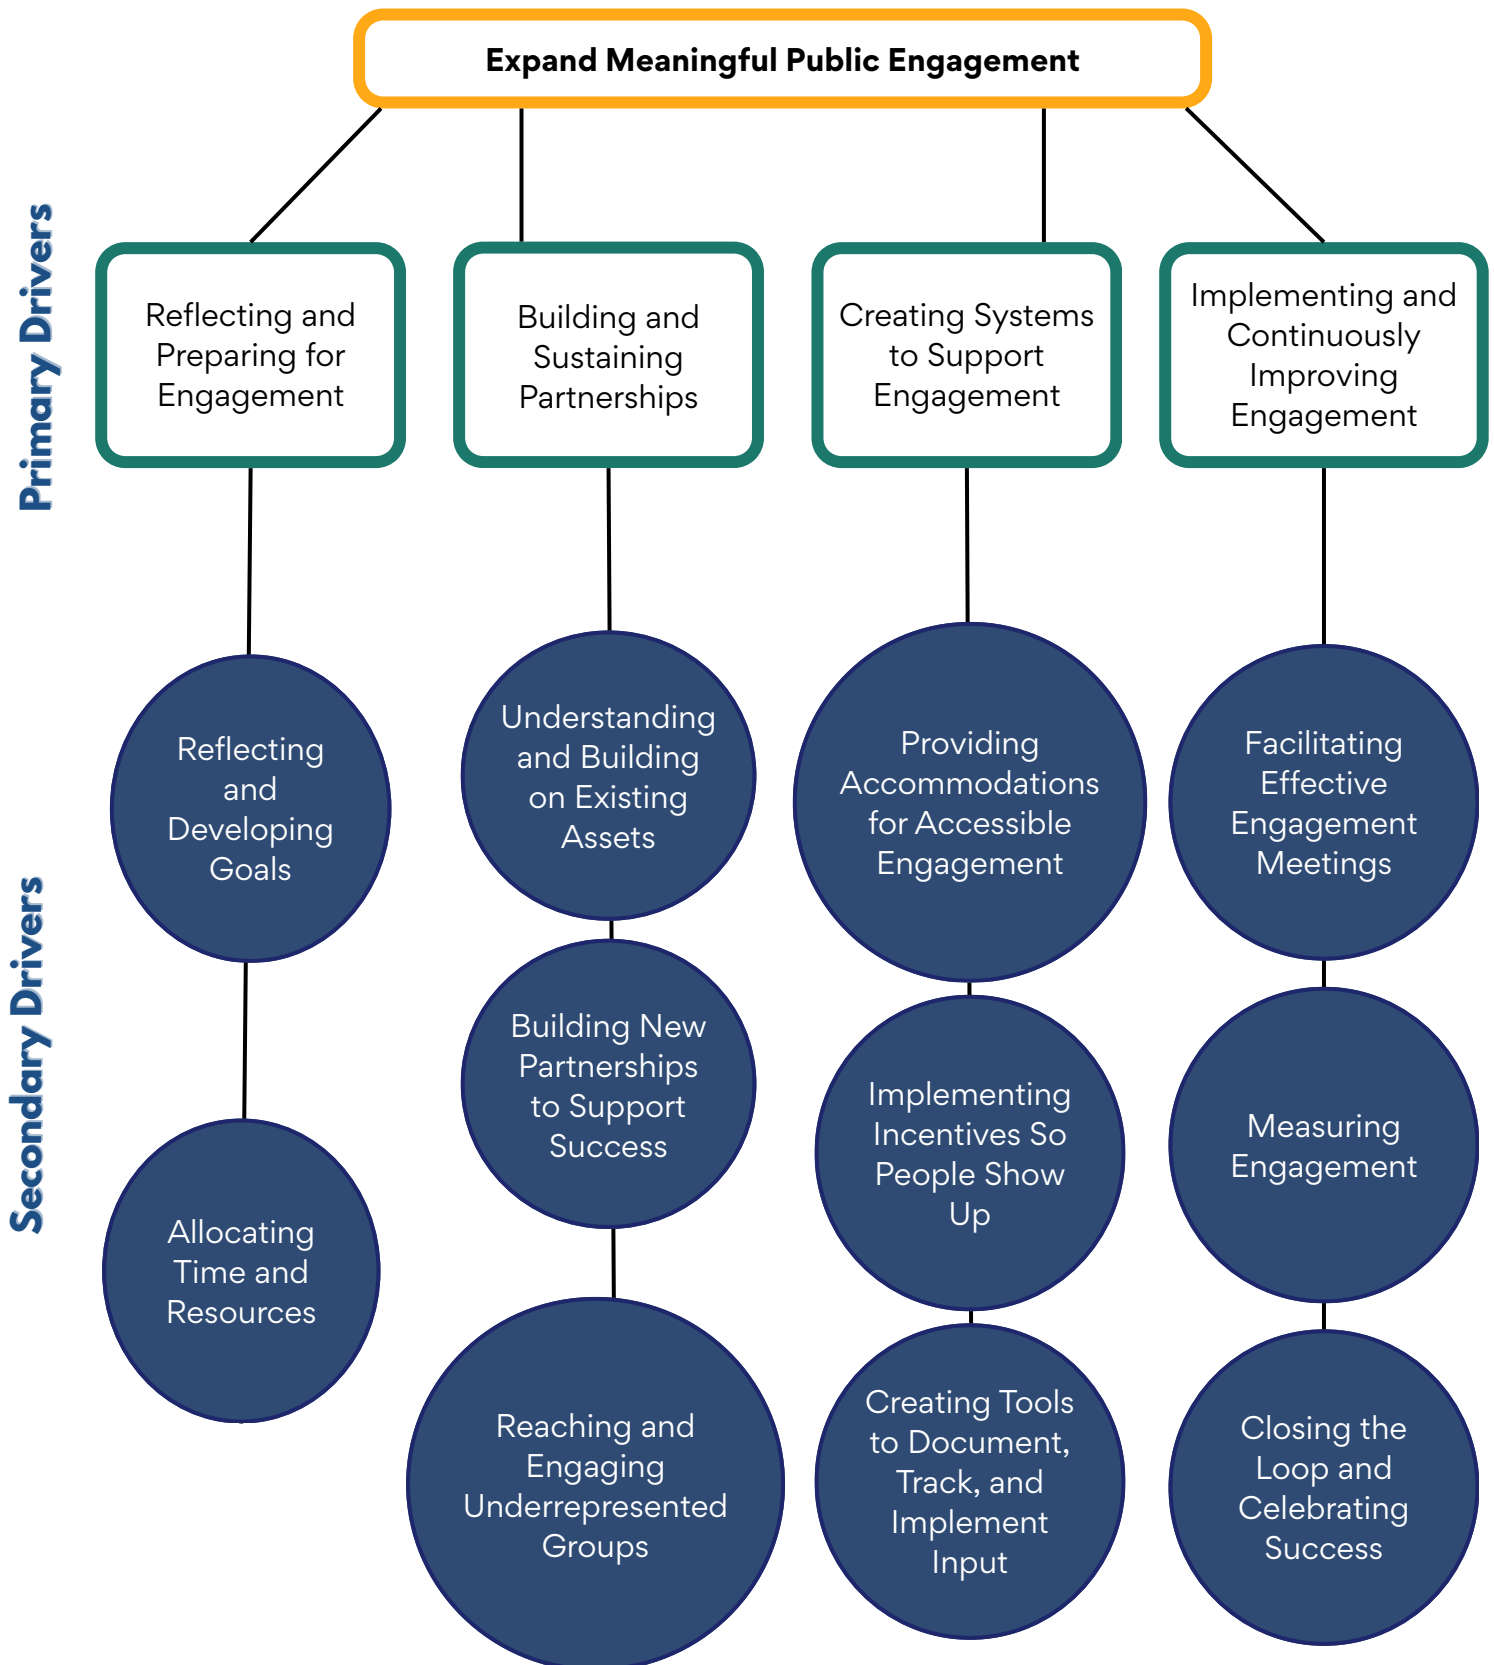 Expand Meaningful Public Engagement
Primary Drivers
Reflecting and
Preparing for
Engagement
Building and
Sustaining
Partnerships
Creating Systems
to Support
Engagement
Implementing and
Continuously
Improving
Engagement
Secondary Drivers
Reflecting
and
Developing
Goals
Allocating
Time and
Resources
Understanding
and Building
on Existing
Assets
Building New
Partnerships
to Support
Success
Reaching and
Engaging
Underrepresented
Groups
Providing
Accommodations
for Accessible
Engagement
Implementing
Incentives So
People Show
Up
Creating Tools
to Document,
Track, and
Implement
Input
Facilitating
Effective
Engagement
Meetings
Measuring
Engagement
Closing the
Loop and
Celebrating
Success